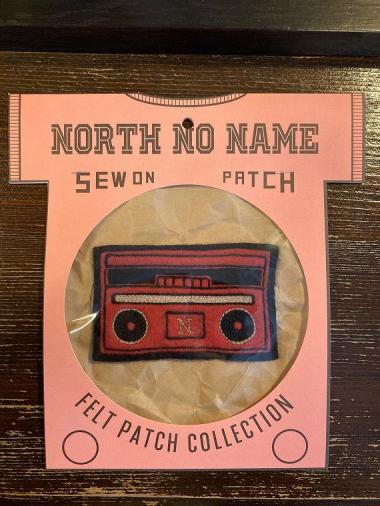 NORTH NO NAME
SEW ON PATCH
N
FELT PATCH COLLECTION